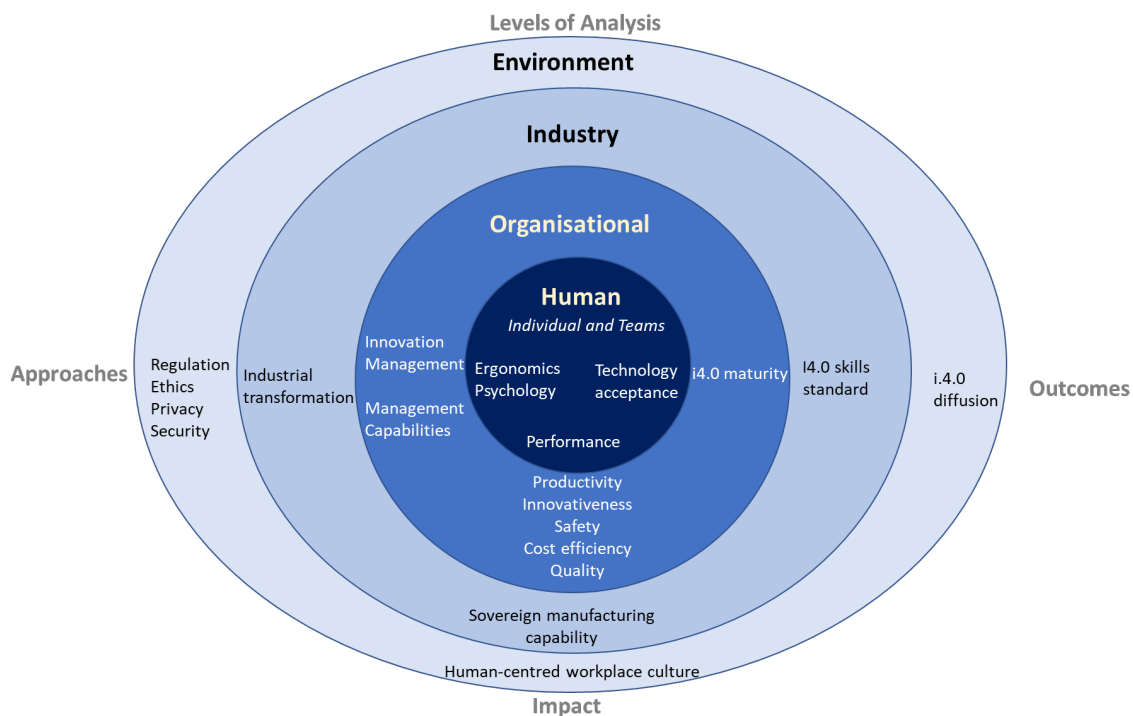 Levels of Analysis
Environment
Industry
Organisational
Human
Individual and Teams
Approaches
Regulation
Ethics
Privacy
Security
Industrial
transformation
Innovation
Management
Management
Capabilities
Ergonomics
Psychology
Technology
acceptance
i4.0 maturity
I4.0 skills
standard
i.4.0
diffusion
Outcomes
Performance
Productivity
Innovativeness
Safety
Cost efficiency
Quality
Sovereign manufacturing
capability
Human-centred workplace culture
Impact